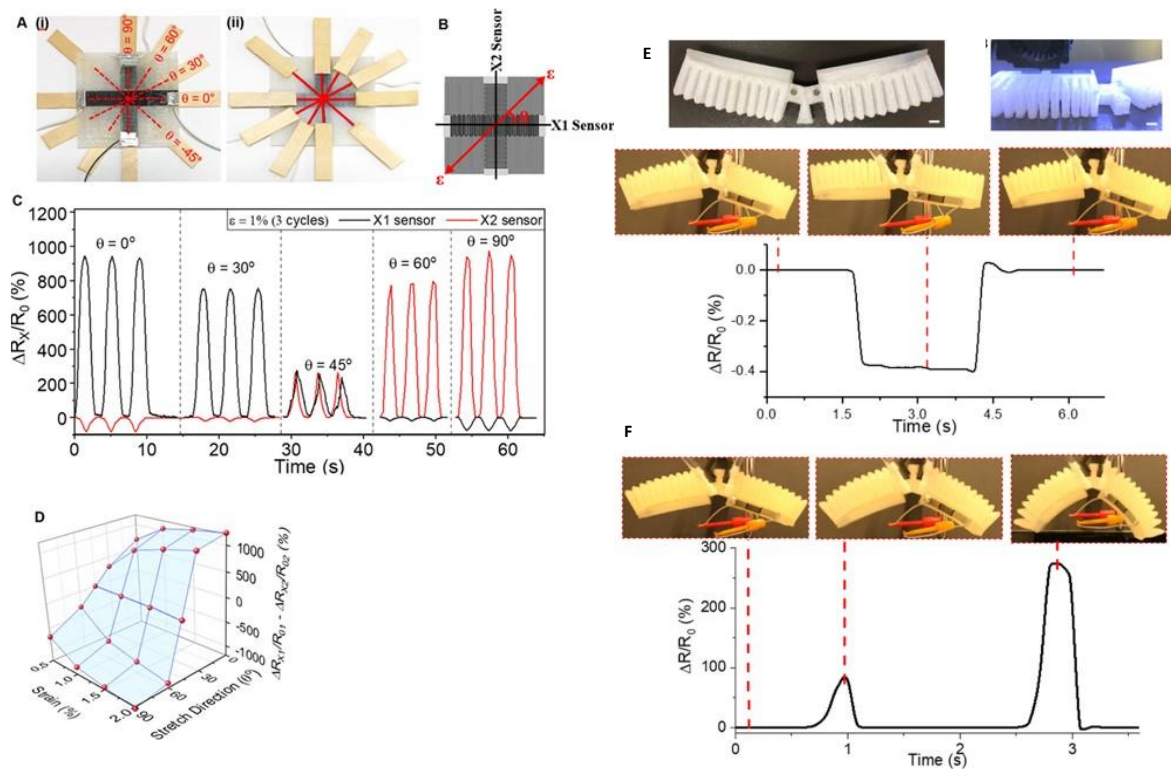 A (i)
(ii)
θ = 90°
θ = 60°
θ = 30°
θ = 0°
θ = -45°
B
X2 Sensor
ε
θ
X1 Sensor
ε
C
ε = 1% (3 cycles) X1 sensor X2 sensor
θ = 0°
θ = 30°
θ = 45°
θ = 60°
θ = 90°
ΔRX/R0 (%)
1200
1000
800
600
400
200
0
0 10 20 30 40 50 60
Time (s)
D
ΔRX1/R01 - ΔRX2/R02 (%)
1000
500
0
-500
-1000
0.5
1.0
1.5
2.0
Strain (%)
0
30
60
90
Stretch Direction (θ°)
E
ΔR/R0 (%)
0.0
-0.2
-0.4
0.0 1.5 3.0 4.5 6.0
Time (s)
F
ΔR/R0 (%)
300
200
100
0
0 1 2 3
Time (s)